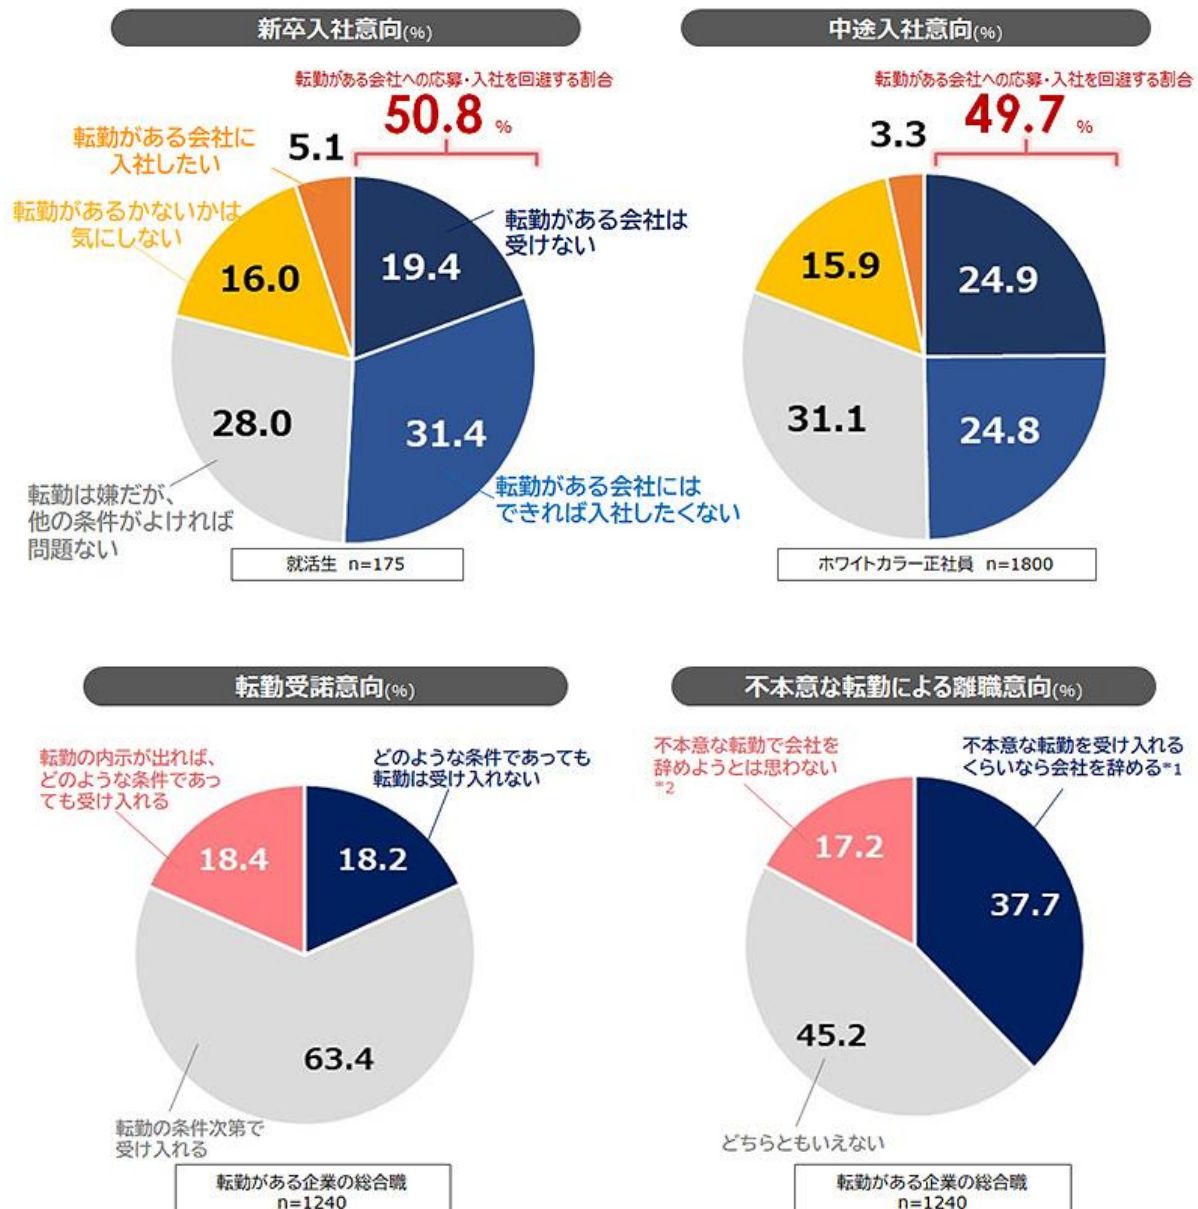 新卒入社意向(%)
転勤がある会社への応募・入社を回避する割合
50.8 %
転勤がある会社に
入社したい
5.1
転勤があるかないかは
気にしない
転勤がある会社は
受けない
16.0
19.4
28.0
31.4
転勤は嫌だが、
他の条件がよければ
問題ない
転勤がある会社には
できれば入社したくない
就活生 n=175
中途入社意向(%)
転勤がある会社への応募・入社を回避する割合
49.7 %
3.3
15.9
24.9
31.1
24.8
ホワイトカラー正社員 n=1800
転勤受諾意向(%)
転勤の内示が出れば、
どのような条件であっ
ても受け入れる
どのような条件であっても
転勤は受け入れない
18.4
18.2
63.4
転勤の条件次第で
受け入れる
転勤がある企業の総合職
n=1240
不本意な転勤による離職意向(%)
不本意な転勤で会社を
辞めようとは思わない
*2
不本意な転勤を受け入れる
くらいなら会社を辞める*1
17.2
37.7
45.2
どちらともいえない
転勤がある企業の総合職
n=1240